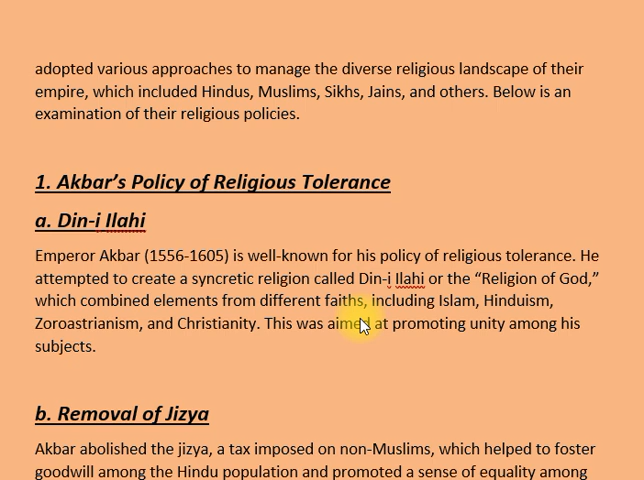 adopted various approaches to manage the diverse religious landscape of their
empire, which included Hindus, Muslims, Sikhs, Jains, and others. Below is an
examination of their religious policies.
1. Akbar’s Policy of Religious Tolerance
a. Din-i Ilahi
Emperor Akbar (1556-1605) is well-known for his policy of religious tolerance. He
attempted to create a syncretic religion called Din-i Ilahi or the “Religion of God,”
which combined elements from different faiths, including Islam, Hinduism,
Zoroastrianism, and Christianity. This was aimed at promoting unity among his
subjects.
b. Removal of Jizya
Akbar abolished the jizya, a tax imposed on non-Muslims, which helped to foster
goodwill among the Hindu population and promoted a sense of equality among